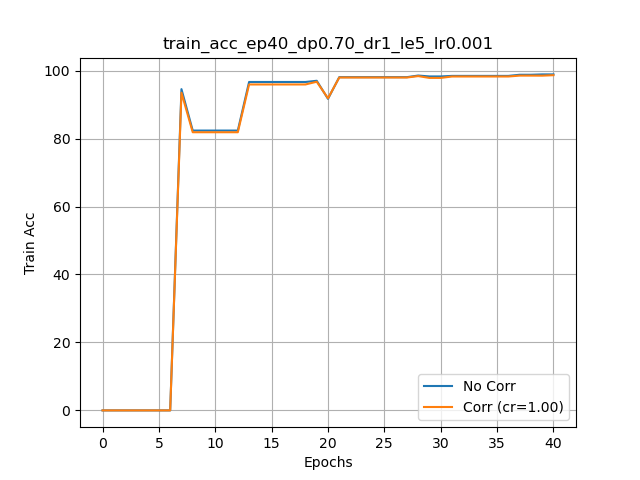 train_acc_ep40_dp0.70_dr1_le5_lr0.001
Train Acc
100
80
60
40
20
0
No Corr
Corr (cr=1.00)
0 5 10 15 20 25 30 35 40
Epochs